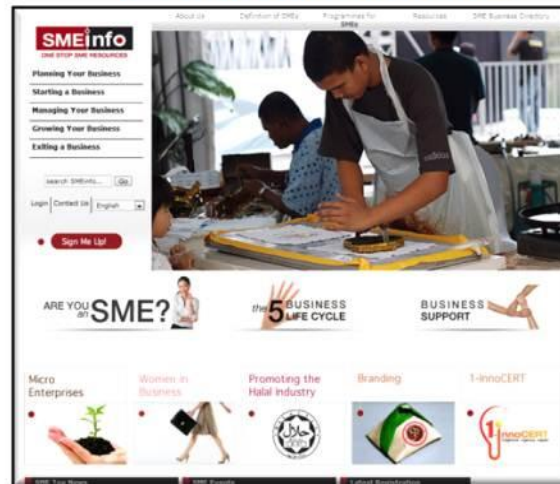 About Us
Definition of SMEs
Programmes for
SMEs
Resources
SME Business Directory
SMEinfo
ONE STOP SME RESOURCES
Planning Your Business
Starting a Business
Managing Your Business
Growing Your Business
Exiting a Business
search SMEinfo... Go
Login Contact Us English
Sign Me Up!
ARE YOU an SME?
the 5 BUSINESS
LIFE CYCLE
BUSINESS
SUPPORT
Micro
Enterprises
Women in
Business
Promoting the
Halal Industry
Branding
1-InnoCERT
حلال
1-InnoCERT
SME Top News
SME Events
Latest Registration